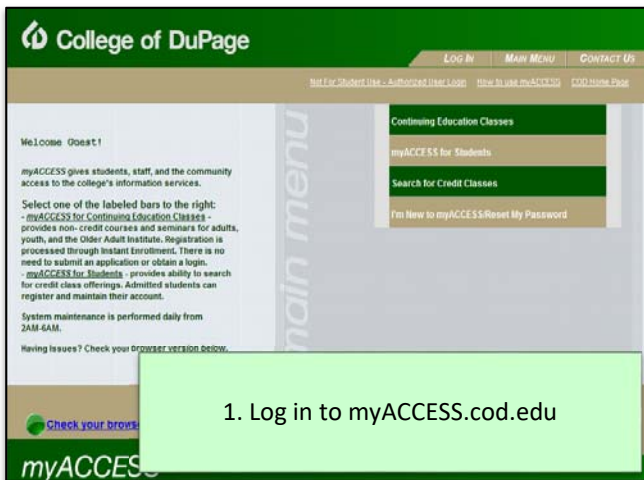 College of DuPage
LOG IN MAIN MENU CONTACT US
Not For Student Use - Authorized User Login How to use myACCESS COD Home Page
main menu
Welcome Guest!
myACCESS gives students, staff, and the community
access to the college's information services.
Select one of the labeled bars to the right:
- myACCESS for Continuing Education Classes -
provides non- credit courses and seminars for adults,
youth, and the Older Adult Institute. Registration is
processed through Instant Enrollment. There is no
need to submit an application or obtain a login.
- myACCESS for Students - provides ability to search
for credit class offerings. Admitted students can
register and maintain their account.
System maintenance is performed daily from
2AM-6AM.
Having Issues? Check your browser version below.
Continuing Education Classes
myACCESS for Students
Search for Credit Classes
I'm New to myACCESS/Reset My Password
Check your brows
myACCES
1. Log in to myACCESS.cod.edu